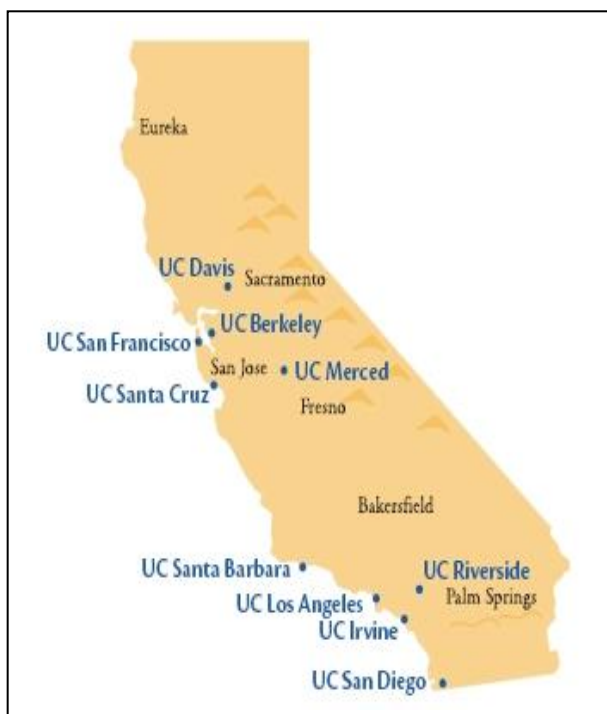 Eureka
UC Davis
Sacramento
UC Berkeley
UC San Francisco
San Jose
UC Merced
UC Santa Cruz
Fresno
Bakersfield
UC Santa Barbara
UC Riverside
UC Los Angeles
Palm Springs
UC Irvine
UC San Diego